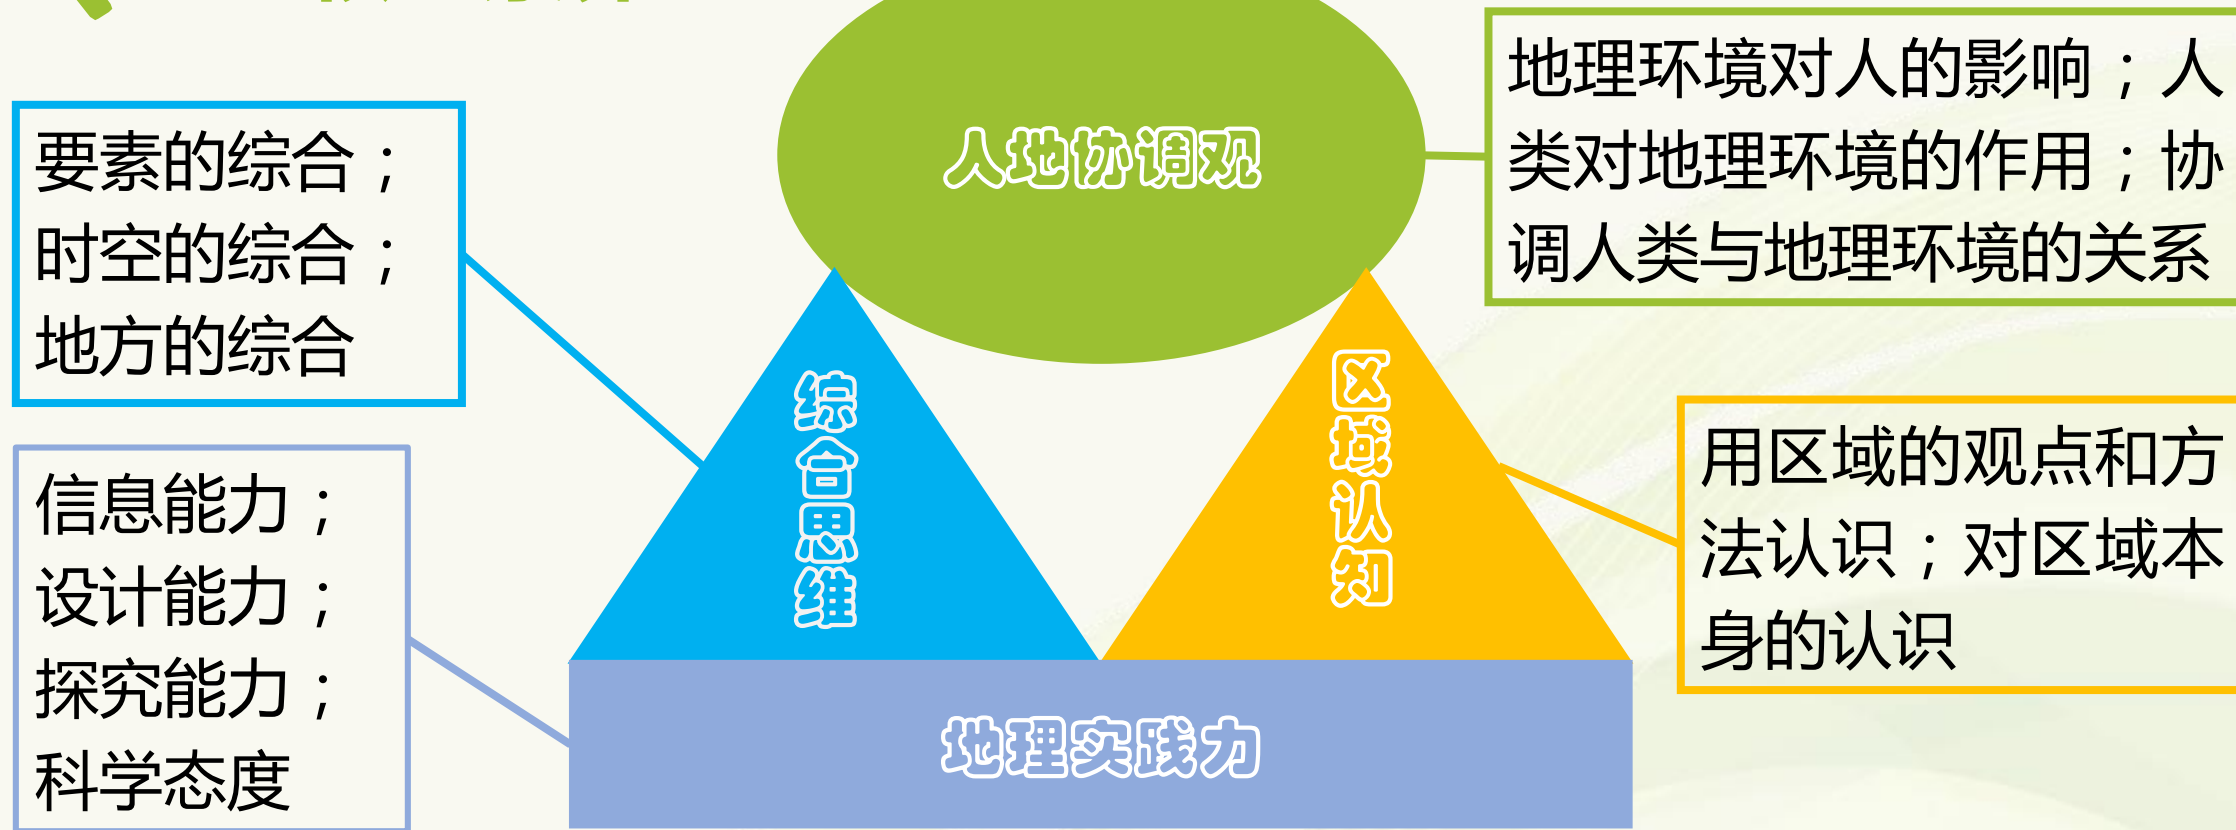 人地协调观
地理环境对人的影响；人
类对地理环境的作用；协
调人类与地理环境的关系
要素的综合；
时空的综合；
地方的综合
综合思维
区域认知
用区域的观点和方
法认识；对区域本
身的认识
信息能力；
设计能力；
探究能力；
科学态度
地理实践力